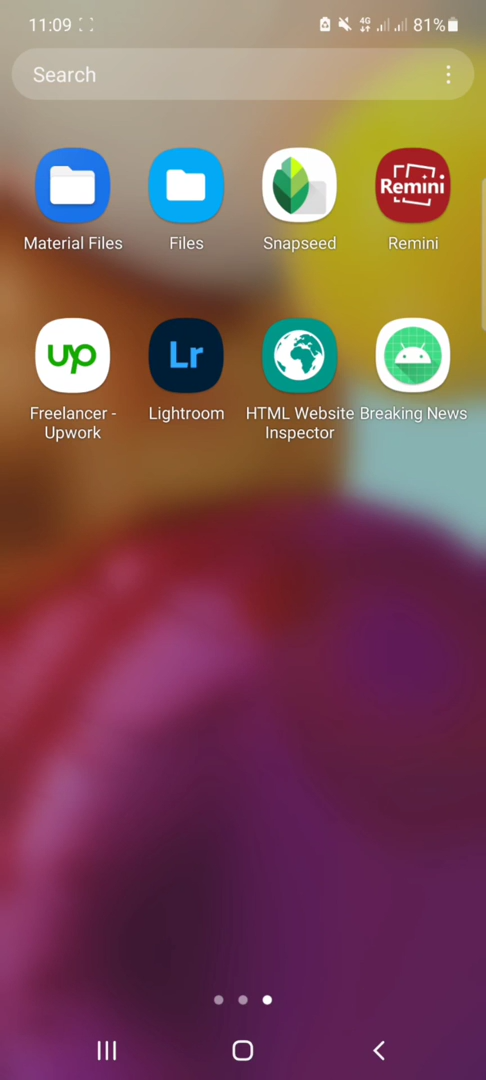 11:09 4G 81%
Search
Remini
Material Files Files Snapseed Remini
up Lr
Freelancer - Upwork Lightroom HTML Website Inspector Breaking News